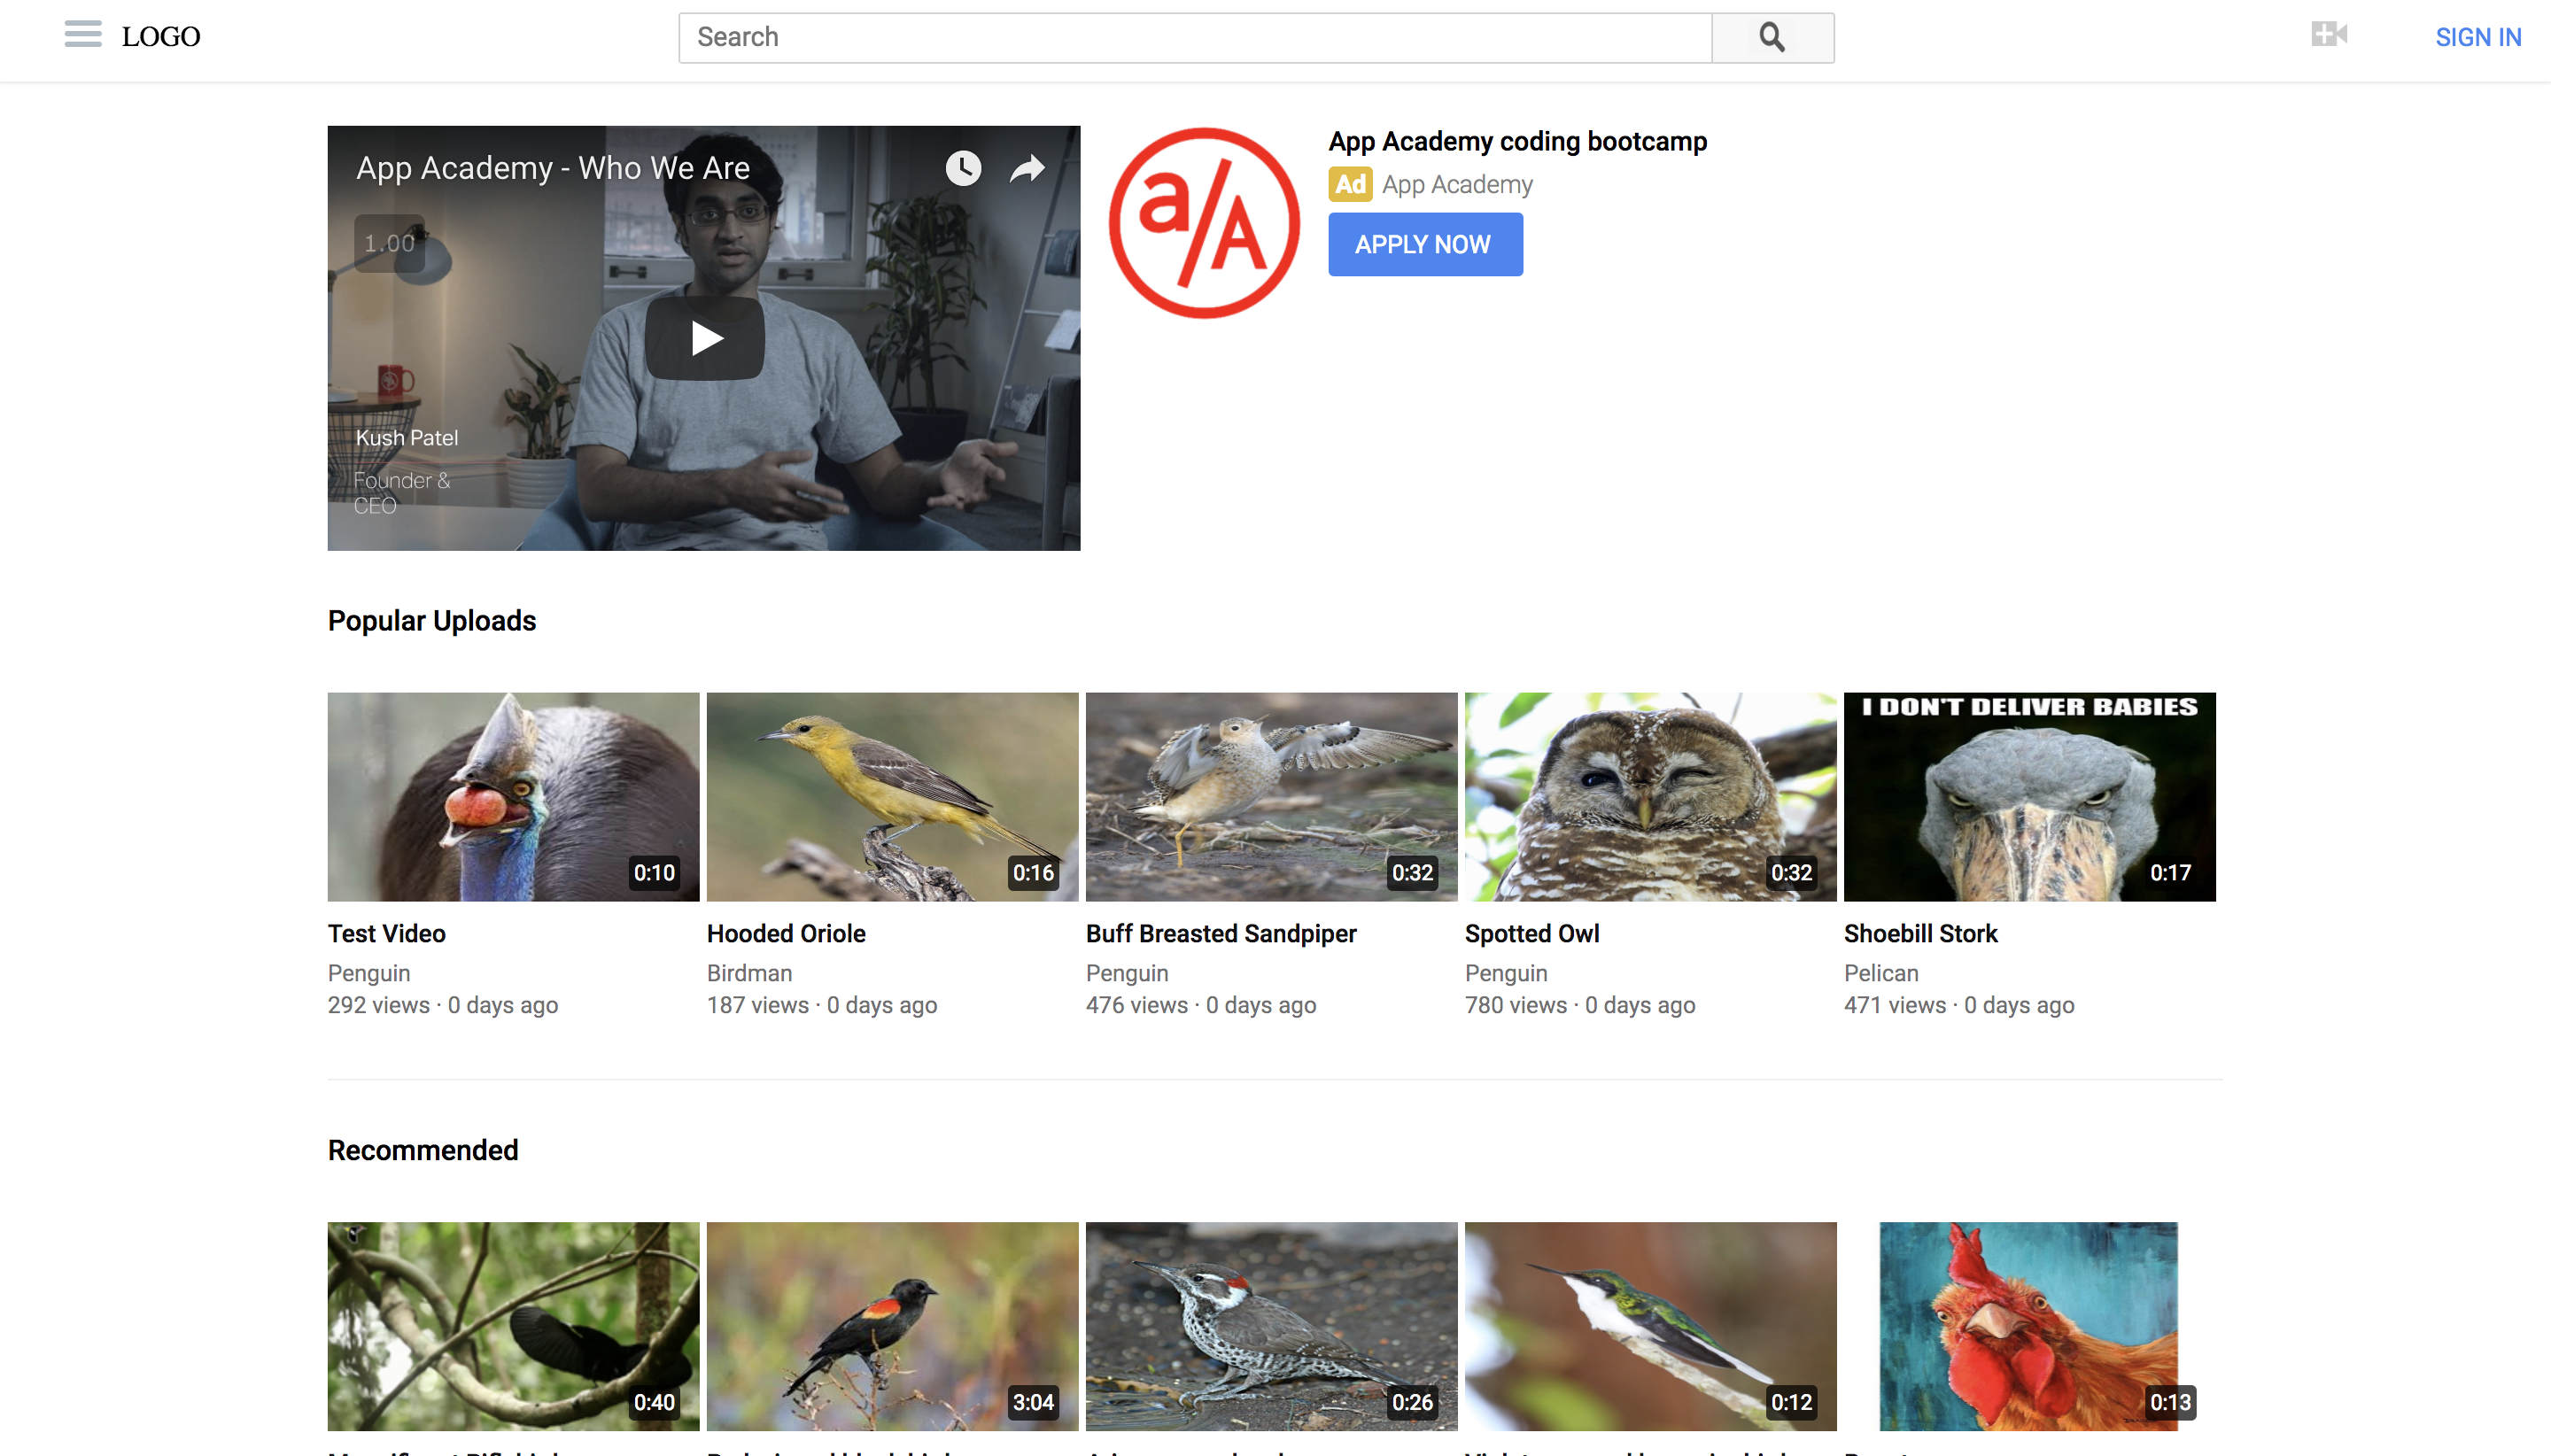 LOGO
Search
SIGN IN
App Academy - Who We Are
1.00
Kush Patel
Founder &
CEO
a/A
App Academy coding bootcamp
Ad App Academy
APPLY NOW
Popular Uploads
I DON'T DELIVER BABIES
0:10
0:16
0:32
0:32
0:17
Test Video
Penguin
292 views · 0 days ago
Hooded Oriole
Birdman
187 views · 0 days ago
Buff Breasted Sandpiper
Penguin
476 views · 0 days ago
Spotted Owl
Penguin
780 views · 0 days ago
Shoebill Stork
Pelican
471 views · 0 days ago
Recommended
0:40
3:04
0:26
0:12
0:13